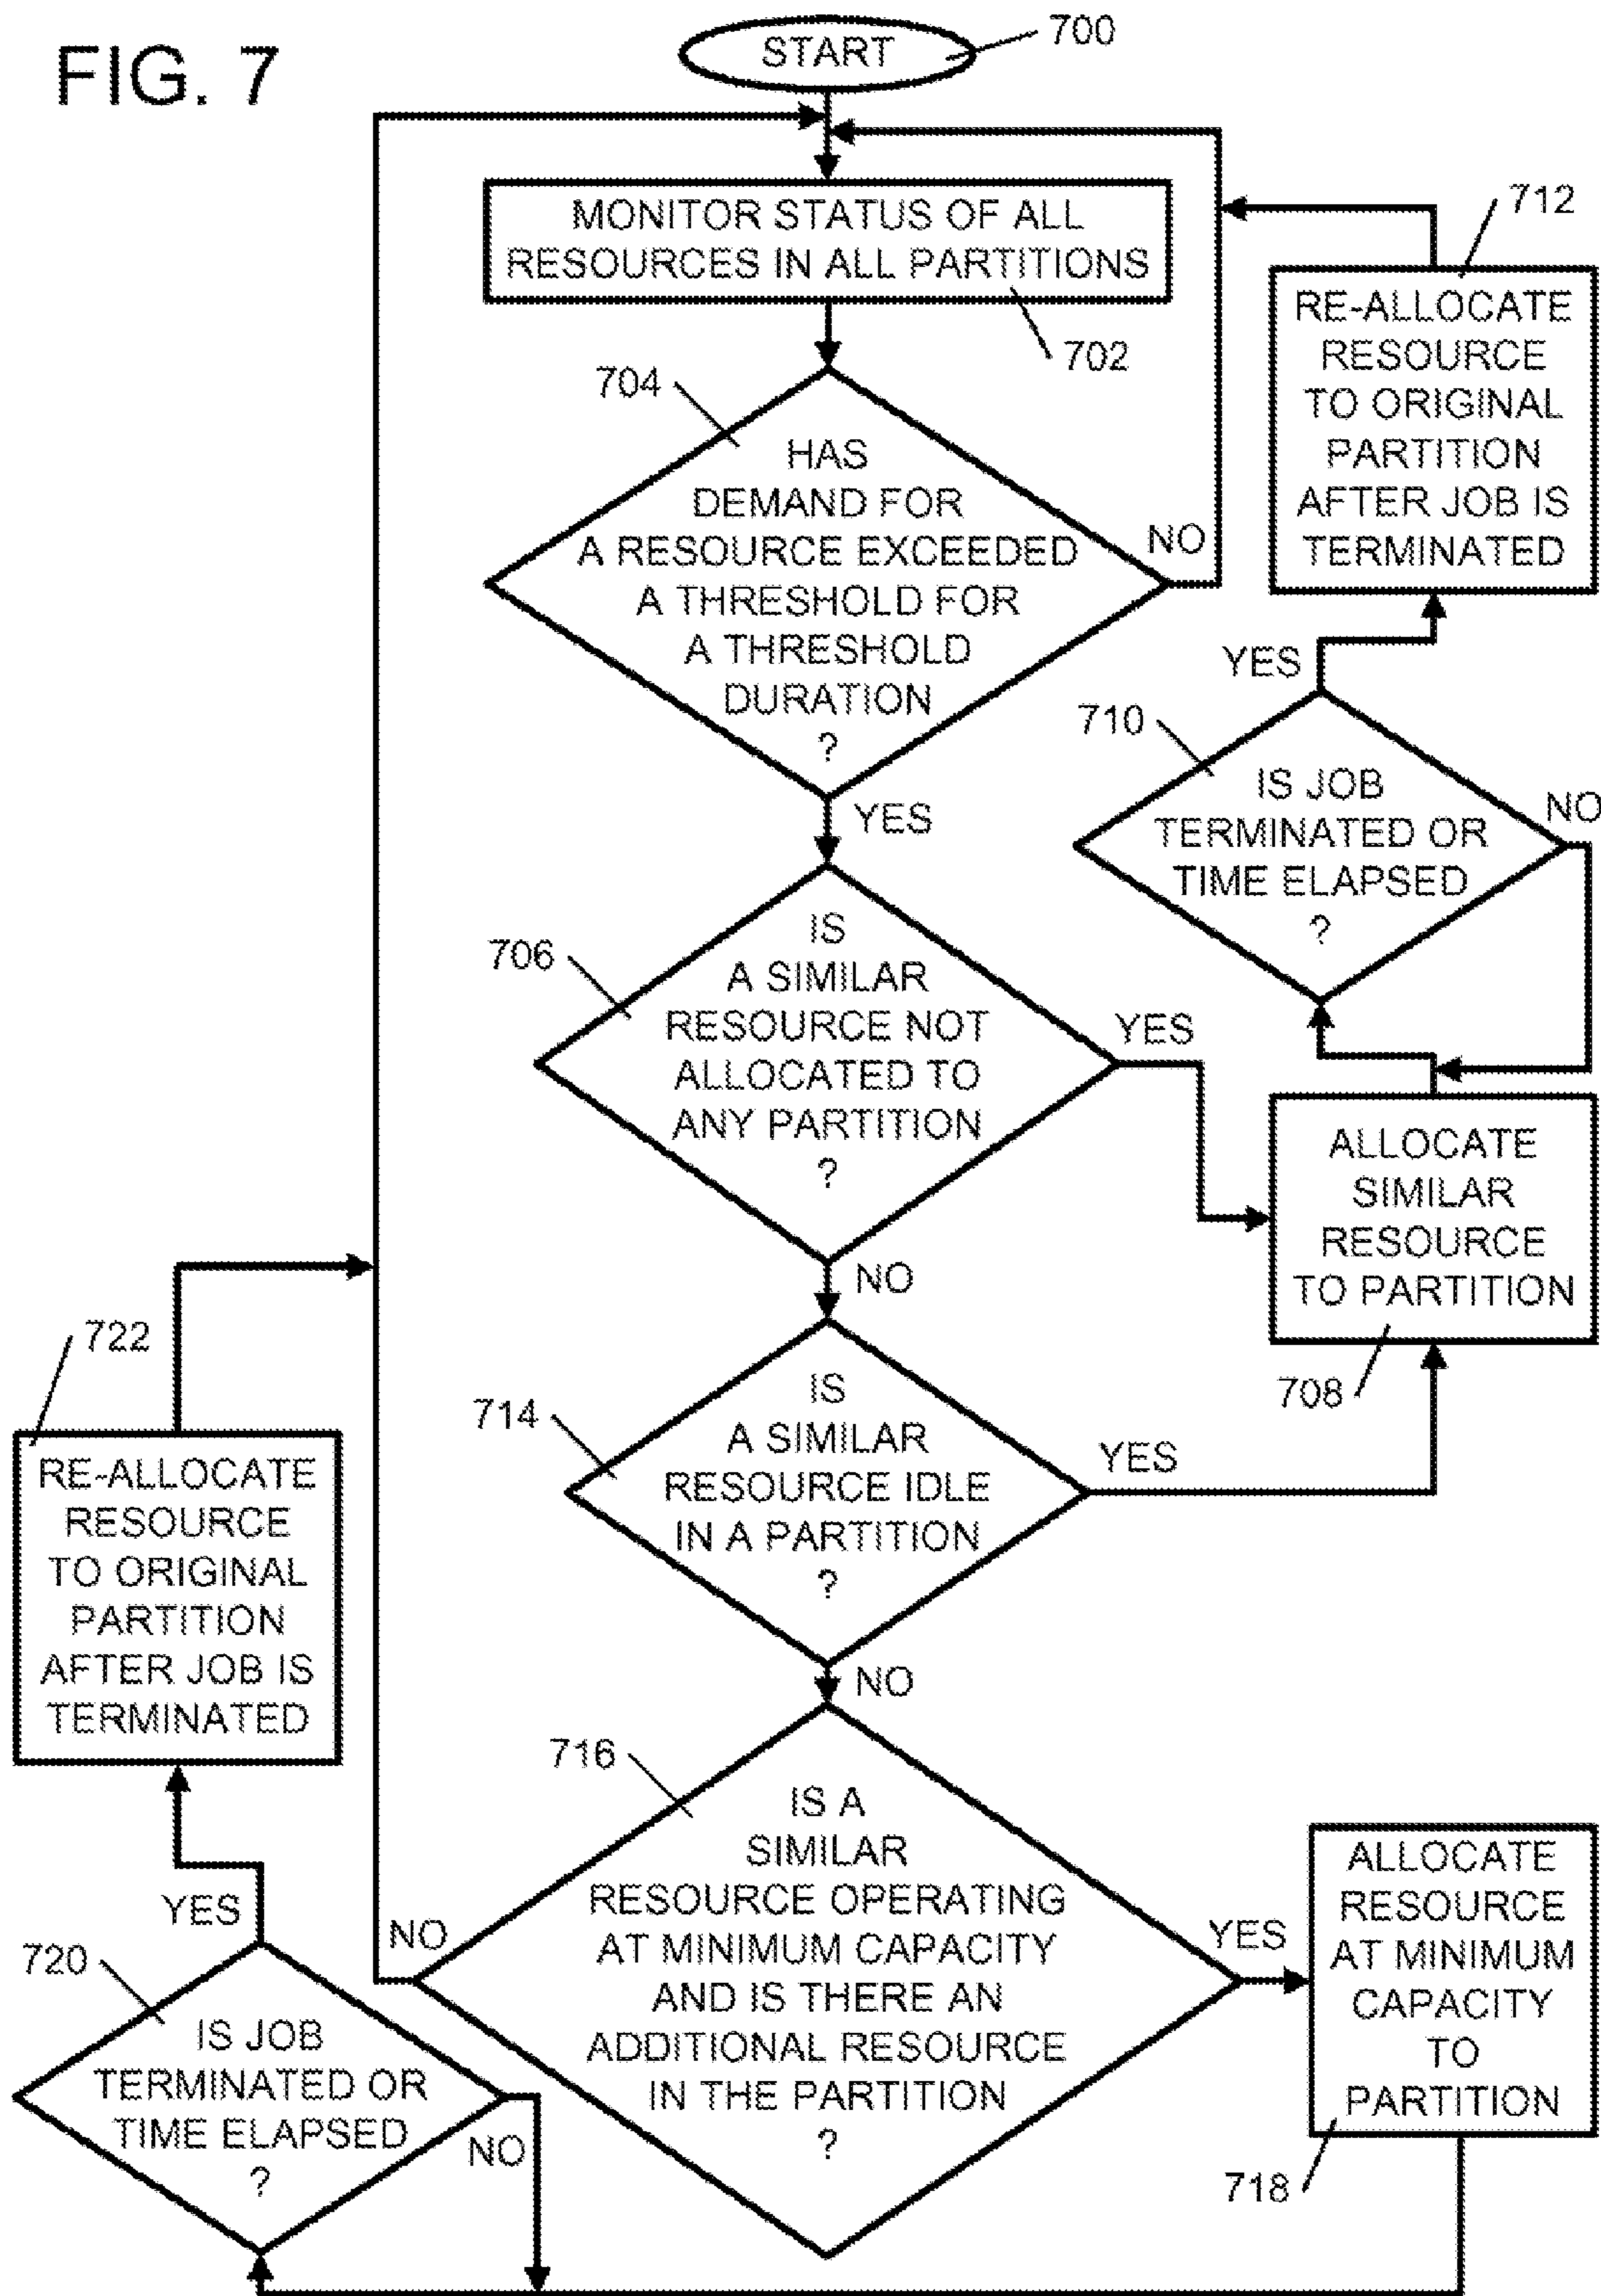 FIG. 7
START
700
MONITOR STATUS OF ALL
RESOURCES IN ALL PARTITIONS
702
704
HAS
DEMAND FOR
A RESOURCE EXCEEDED
A THRESHOLD FOR
A THRESHOLD
DURATION
?
NO
YES
706
IS
A SIMILAR
RESOURCE NOT
ALLOCATED TO
ANY PARTITION
?
YES
NO
ALLOCATE
SIMILAR
RESOURCE
TO PARTITION
708
710
IS JOB
TERMINATED OR
TIME ELAPSED
?
NO
YES
712
RE-ALLOCATE
RESOURCE
TO ORIGINAL
PARTITION
AFTER JOB IS
TERMINATED
714
IS
A SIMILAR
RESOURCE IDLE
IN A PARTITION
?
YES
NO
716
IS A
SIMILAR
RESOURCE OPERATING
AT MINIMUM CAPACITY
AND IS THERE AN
ADDITIONAL RESOURCE
IN THE PARTITION
?
NO
YES
ALLOCATE
RESOURCE
AT MINIMUM
CAPACITY
TO
PARTITION
718
720
IS JOB
TERMINATED OR
TIME ELAPSED
?
NO
YES
722
RE-ALLOCATE
RESOURCE
TO ORIGINAL
PARTITION
AFTER JOB IS
TERMINATED